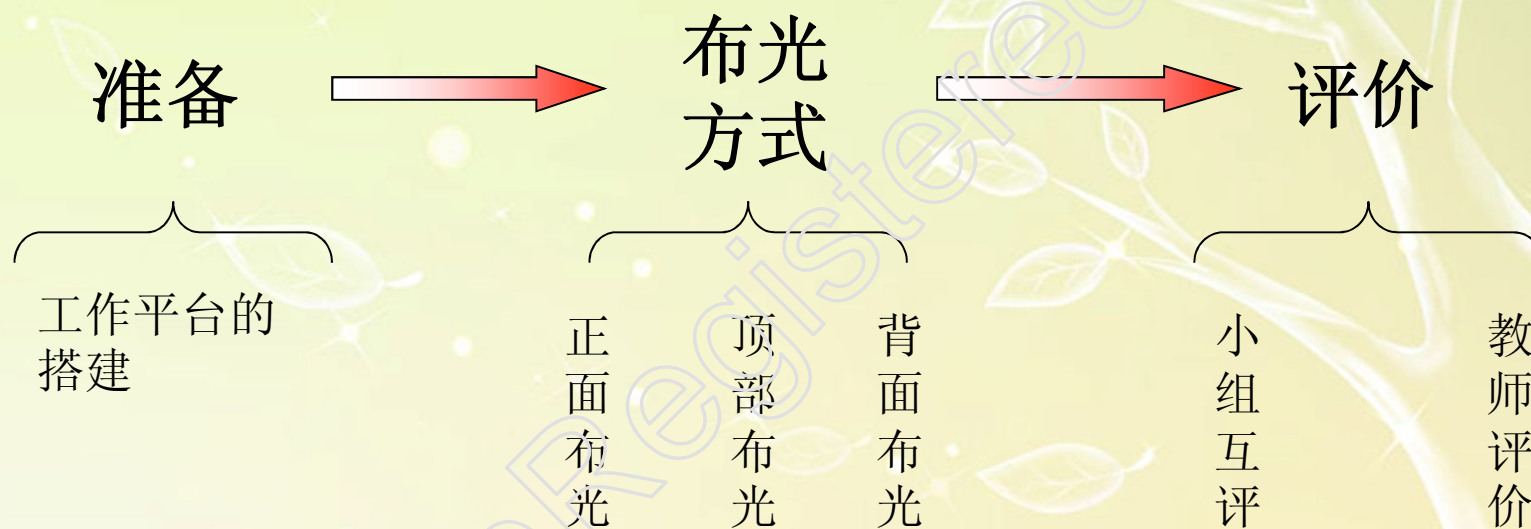 准备
布光
方式
评价
工作平台的
搭建
正面布光
顶部布光
背面布光
小组互评
教师评价
Registered